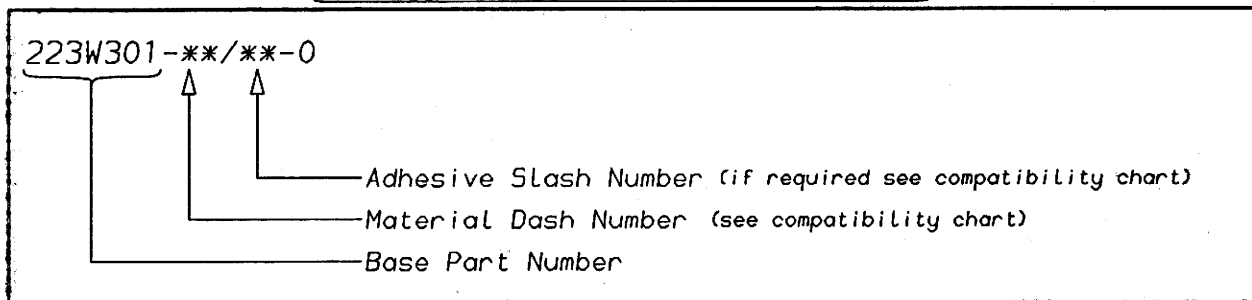 223W301-**/**-0
Adhesive Slash Number (if required see compatibility chart)
Material Dash Number (see compatibility chart)
Base Part Number